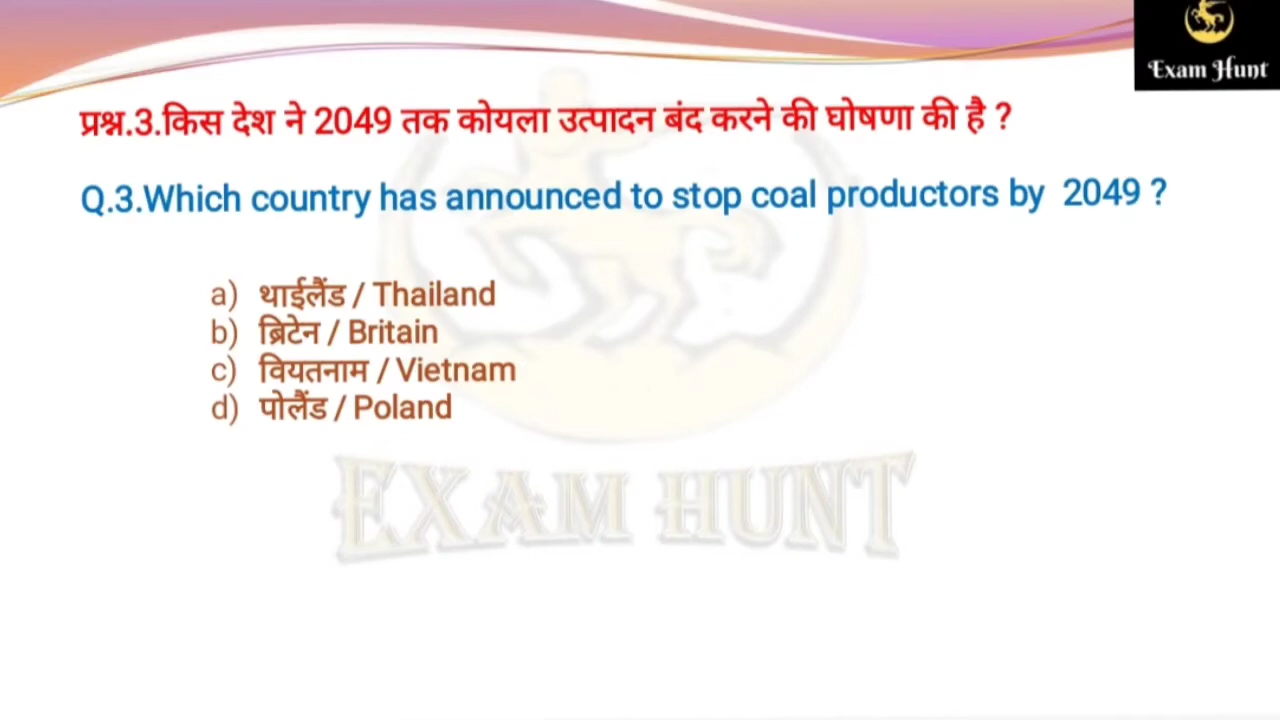 Exam Hunt
प्रश्न.3.किस देश ने 2049 तक कोयला उत्पादन बंद करने की घोषणा की है ?
Q.3.Which country has announced to stop coal productors by 2049 ?
a) थाईलैंड / Thailand
b) ब्रिटेन / Britain
c) वियतनाम / Vietnam
d) पोलैंड / Poland
EXAM HUNT